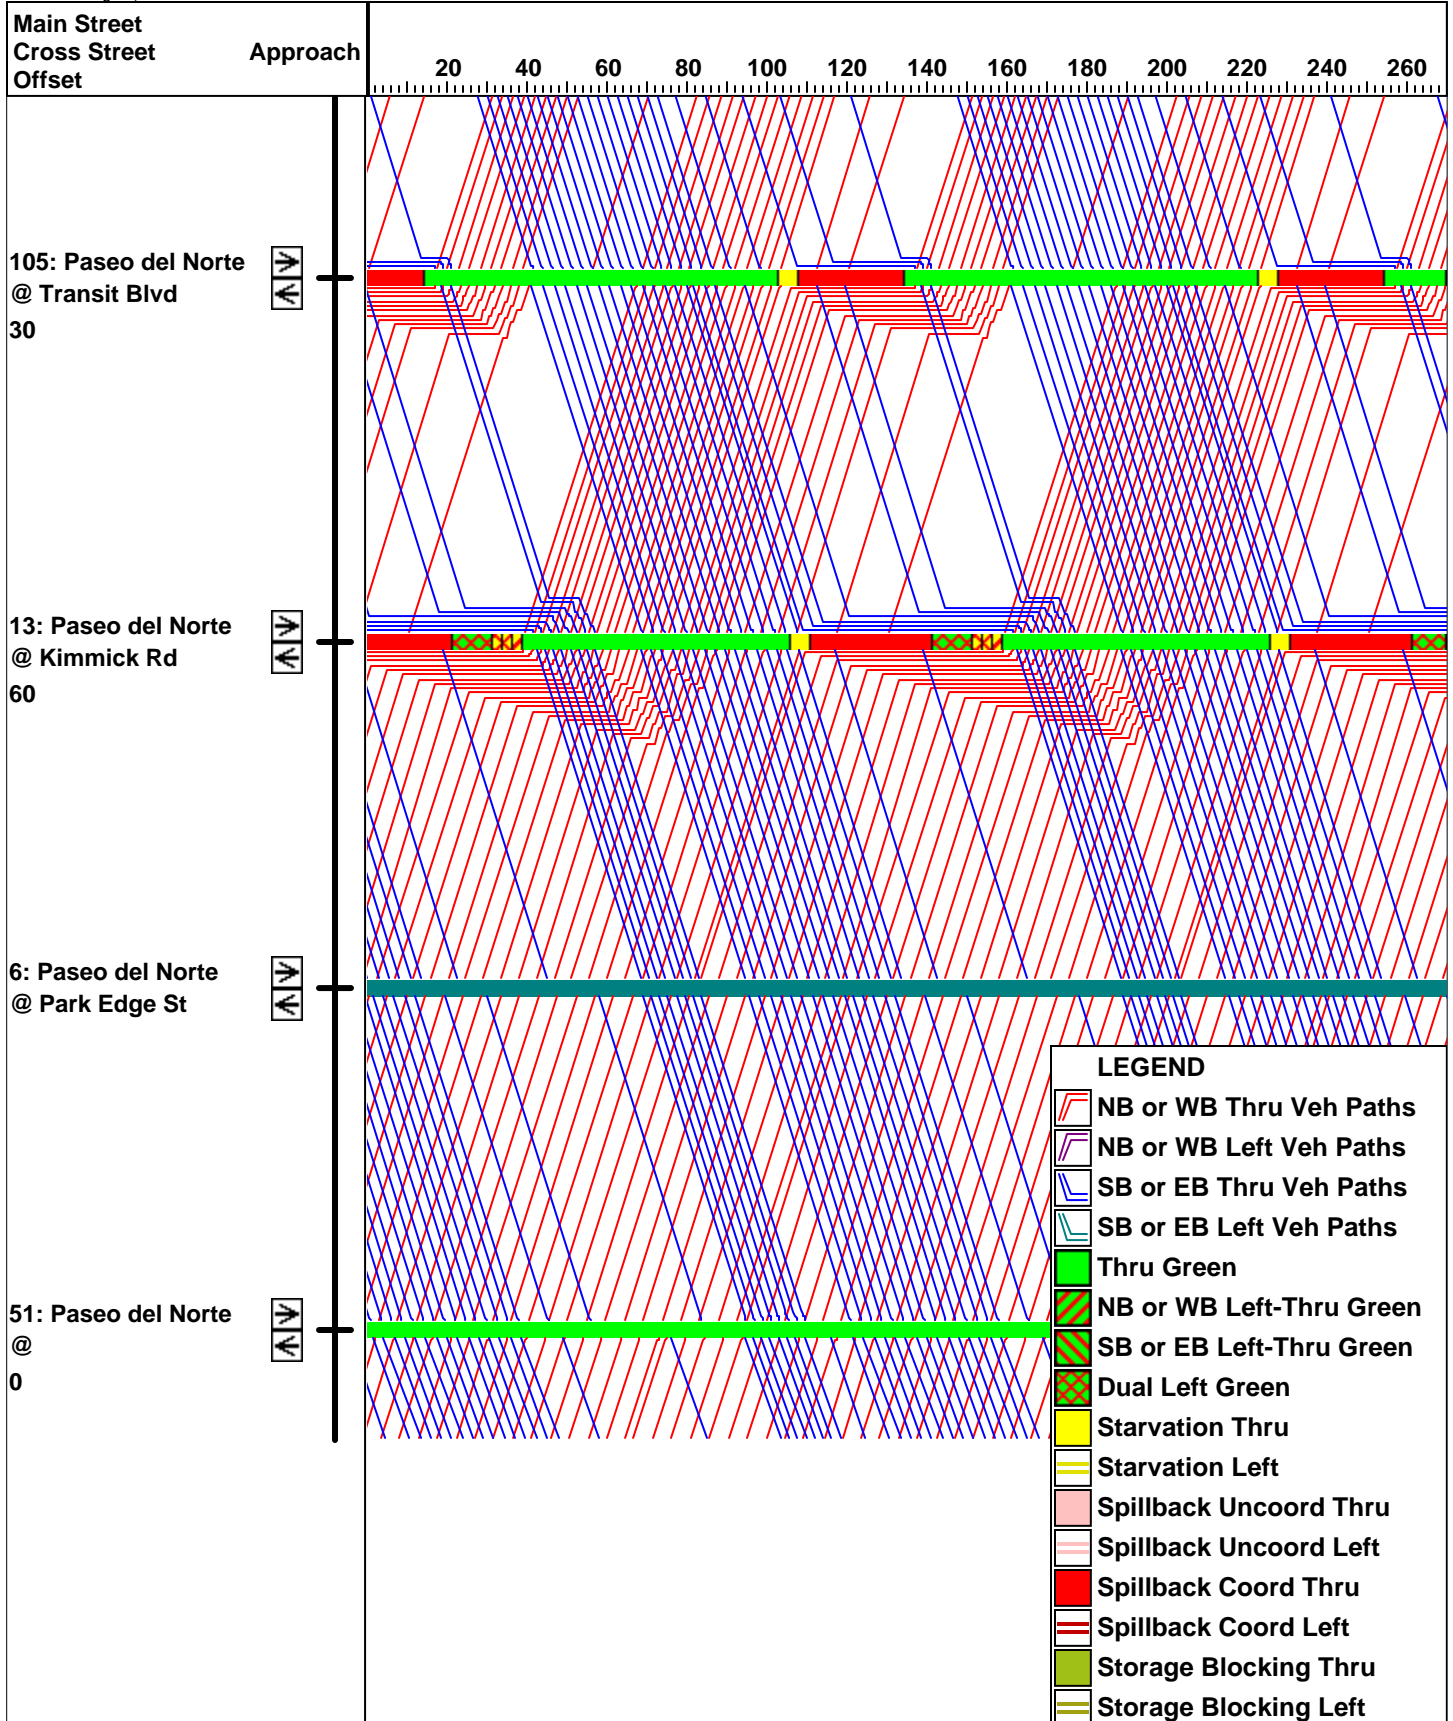 Main Street
Cross Street Approach
Offset
20 40 60 80 100 120 140 160 180 200 220 240 260
105: Paseo del Norte
@ Transit Blvd
30
13: Paseo del Norte
@ Kimmick Rd
60
6: Paseo del Norte
@ Park Edge St
51: Paseo del Norte
@
0
LEGEND
NB or WB Thru Veh Paths
NB or WB Left Veh Paths
SB or EB Thru Veh Paths
SB or EB Left Veh Paths
Thru Green
NB or WB Left-Thru Green
SB or EB Left-Thru Green
Dual Left Green
Starvation Thru
Starvation Left
Spillback Uncoord Thru
Spillback Uncoord Left
Spillback Coord Thru
Spillback Coord Left
Storage Blocking Thru
Storage Blocking Left